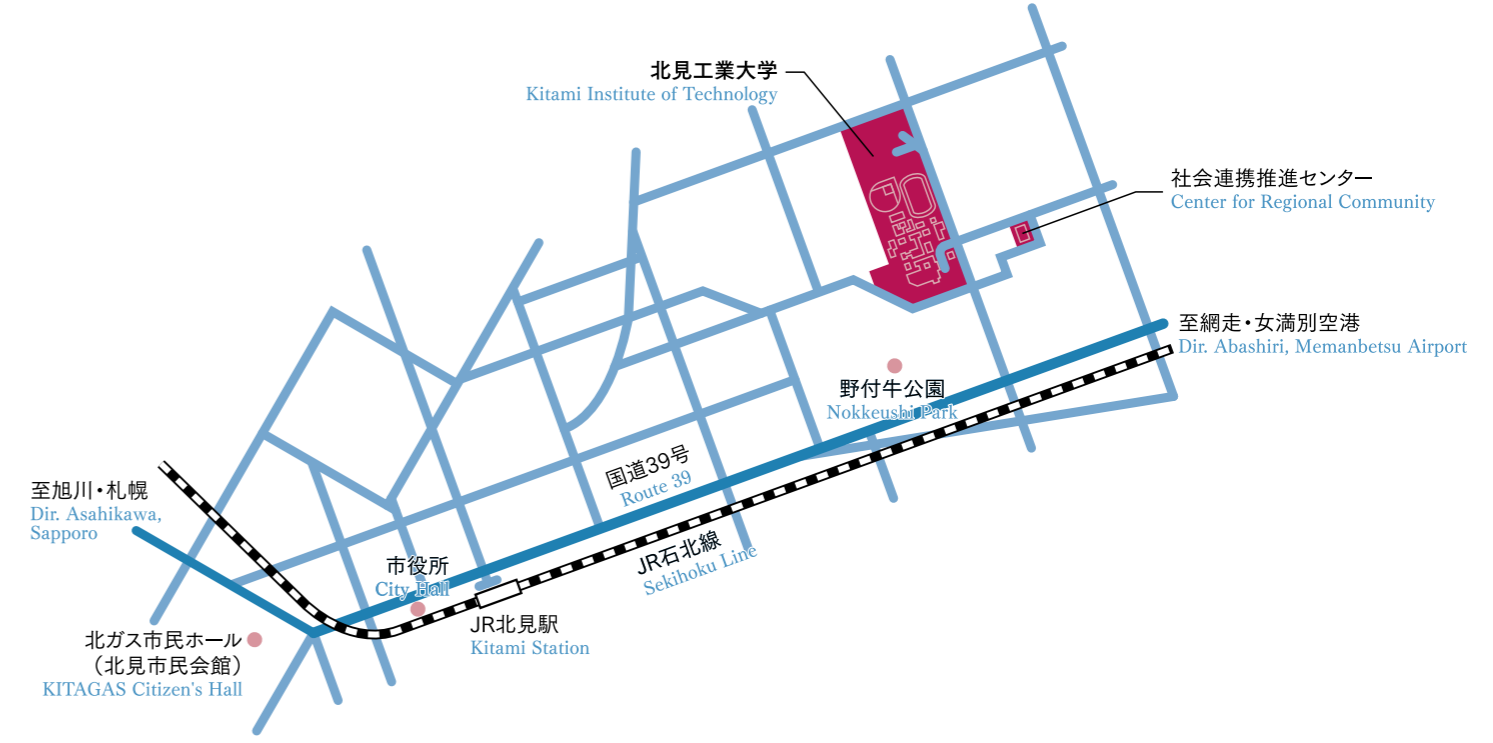 北見工業大学
Kitami Institute of Technology
社会連携推進センター
Center for Regional Community
至網走・女満別空港
Dir. Abashiri, Memanbetsu Airport
野付牛公園
Nokkeushi Park
国道39号
Route 39
至旭川・札幌
Dir. Asahikawa,
Sapporo
JR石北線
Sekihoku Line
市役所
City Hall
JR北見駅
Kitami Station
北ガス市民ホール
（北見市民会館）
KITAGAS Citizen's Hall